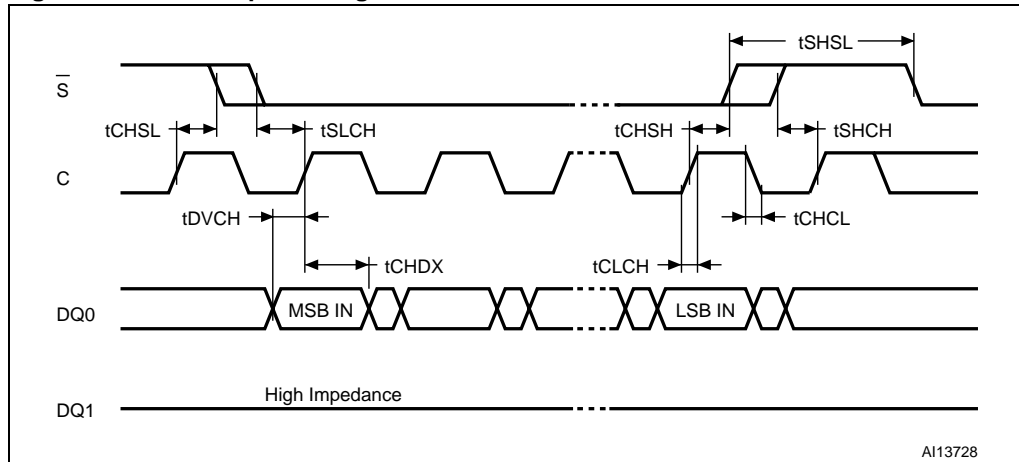 tSHSL
S
tCHSL
tSLCH
tCHSH
tSHCH
C
tDVCH
tCHCL
tCHDX
tCLCH
DQ0
MSB IN
LSB IN
High Impedance
DQ1
AI13728